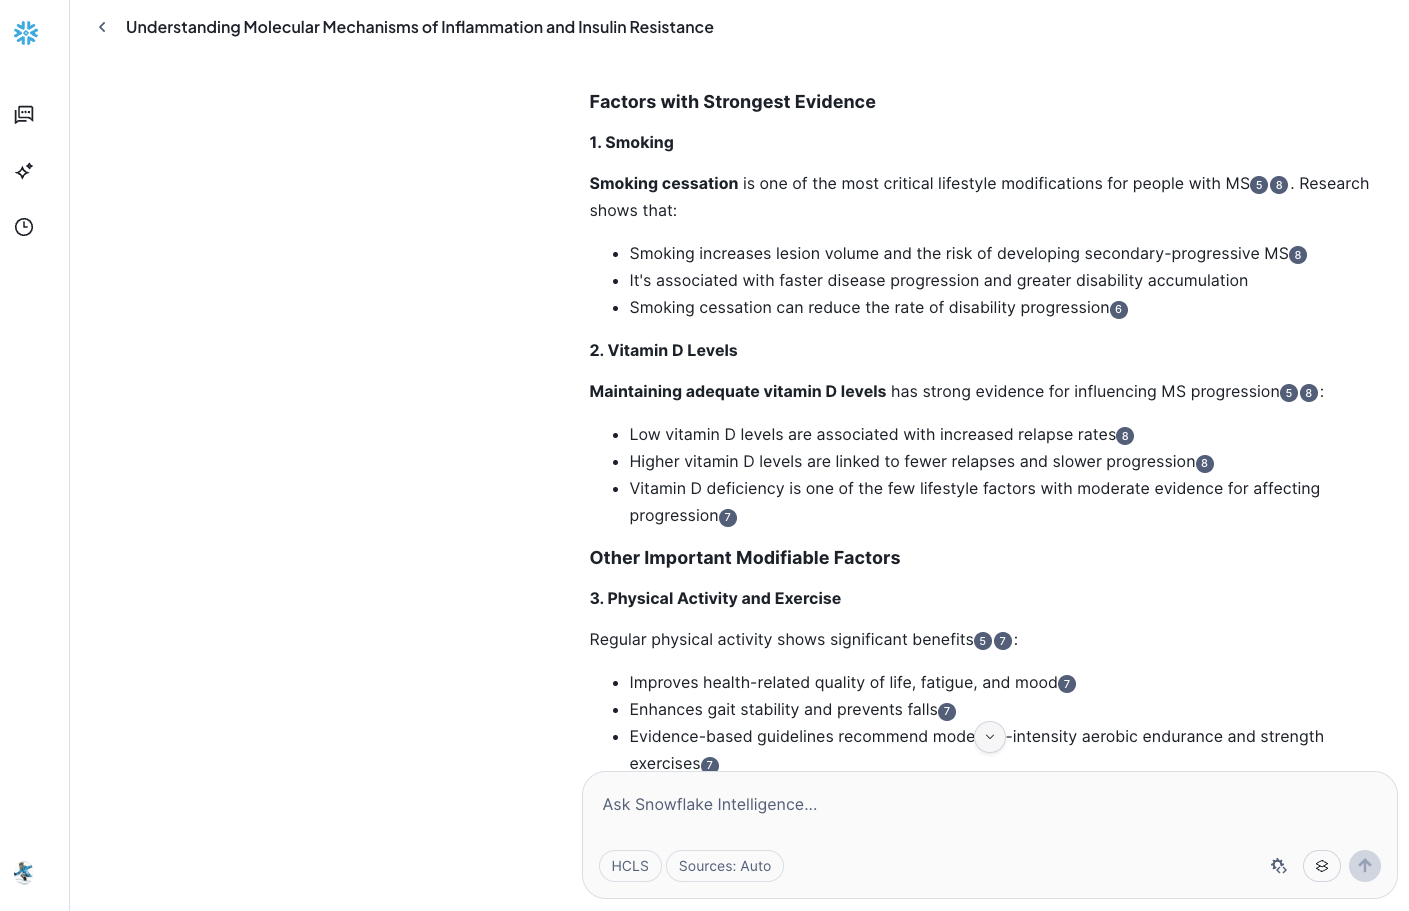 Understanding Molecular Mechanisms of Inflammation and Insulin Resistance
Factors with Strongest Evidence
1. Smoking
Smoking cessation is one of the most critical lifestyle modifications for people with MS 5 8 . Research
shows that:
• Smoking increases lesion volume and the risk of developing secondary-progressive MS 8
• It's associated with faster disease progression and greater disability accumulation
• Smoking cessation can reduce the rate of disability progression 6
2. Vitamin D Levels
Maintaining adequate vitamin D levels has strong evidence for influencing MS progression 5 8 :
• Low vitamin D levels are associated with increased relapse rates 8
• Higher vitamin D levels are linked to fewer relapses and slower progression 8
• Vitamin D deficiency is one of the few lifestyle factors with moderate evidence for affecting
progression 7
Other Important Modifiable Factors
3. Physical Activity and Exercise
Regular physical activity shows significant benefits 5 7 :
• Improves health-related quality of life, fatigue, and mood 7
• Enhances gait stability and prevents falls 7
• Evidence-based guidelines recommend -intensity aerobic endurance and strength
exercises 7
Ask Snowflake Intelligence...
HCLS Sources: Auto